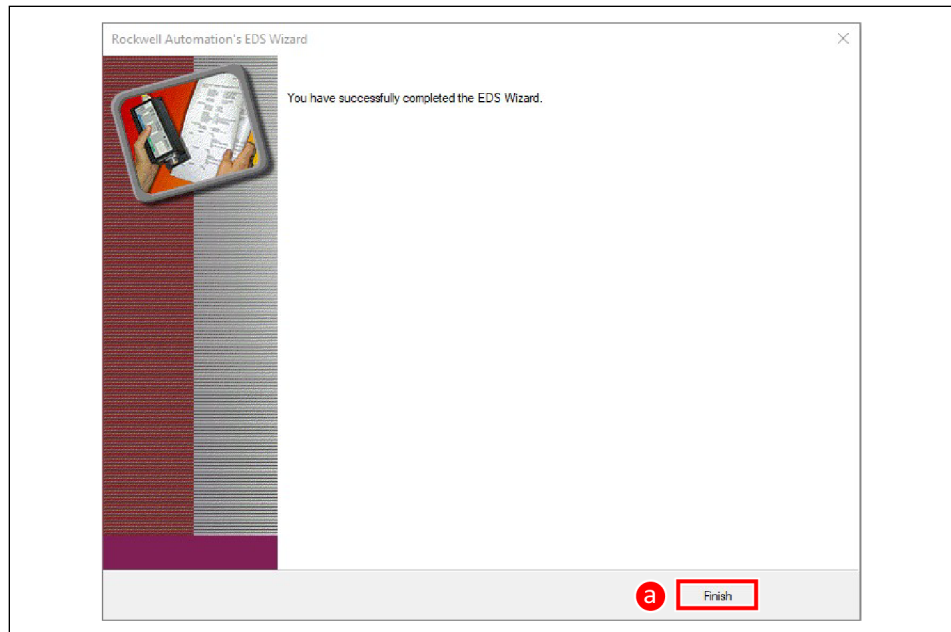 Rockwell Automation's EDS Wizard
You have successfully completed the EDS Wizard.
a
Finish